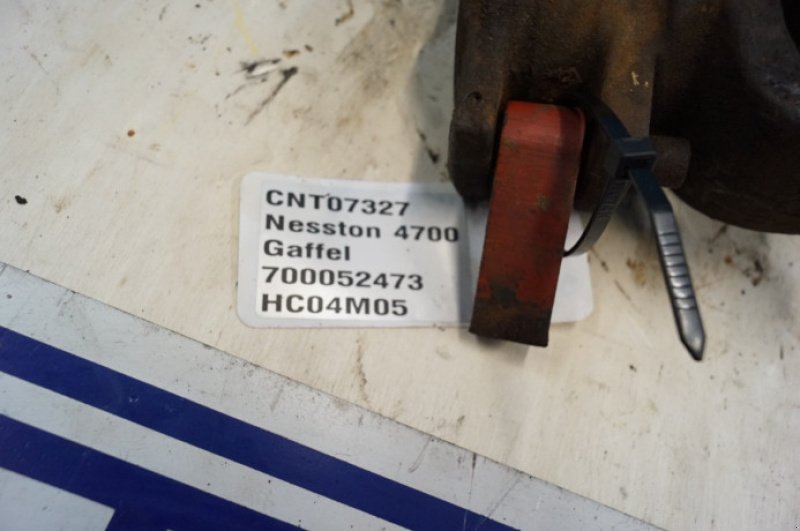 CNT07327
Nesston 4700
Gaffel
700052473
HC04M05